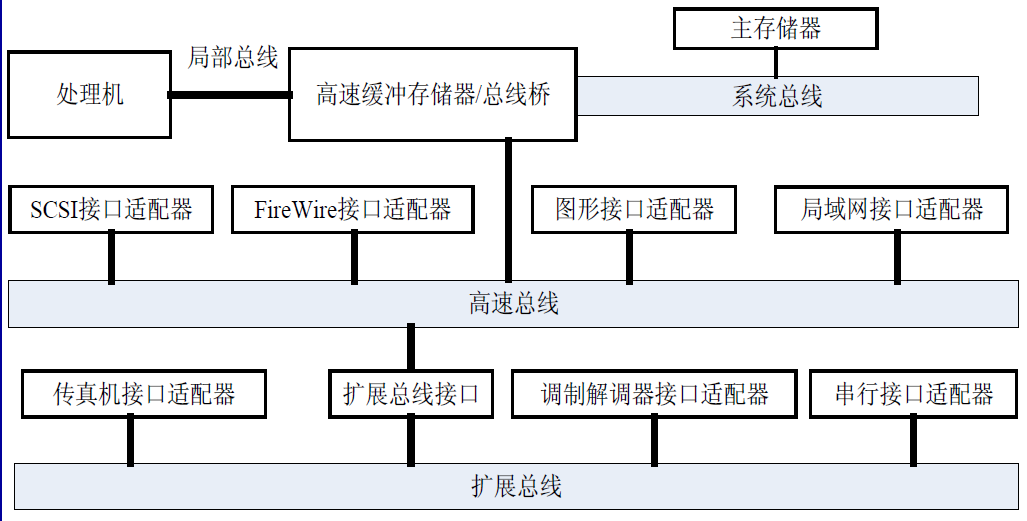 主存储器
局部总线
处理机
高速缓冲存储器/总线桥
系统总线
SCSI接口适配器
FireWire接口适配器
图形接口适配器
局域网接口适配器
高速总线
传真机接口适配器
扩展总线接口
调制解调器接口适配器
串行接口适配器
扩展总线